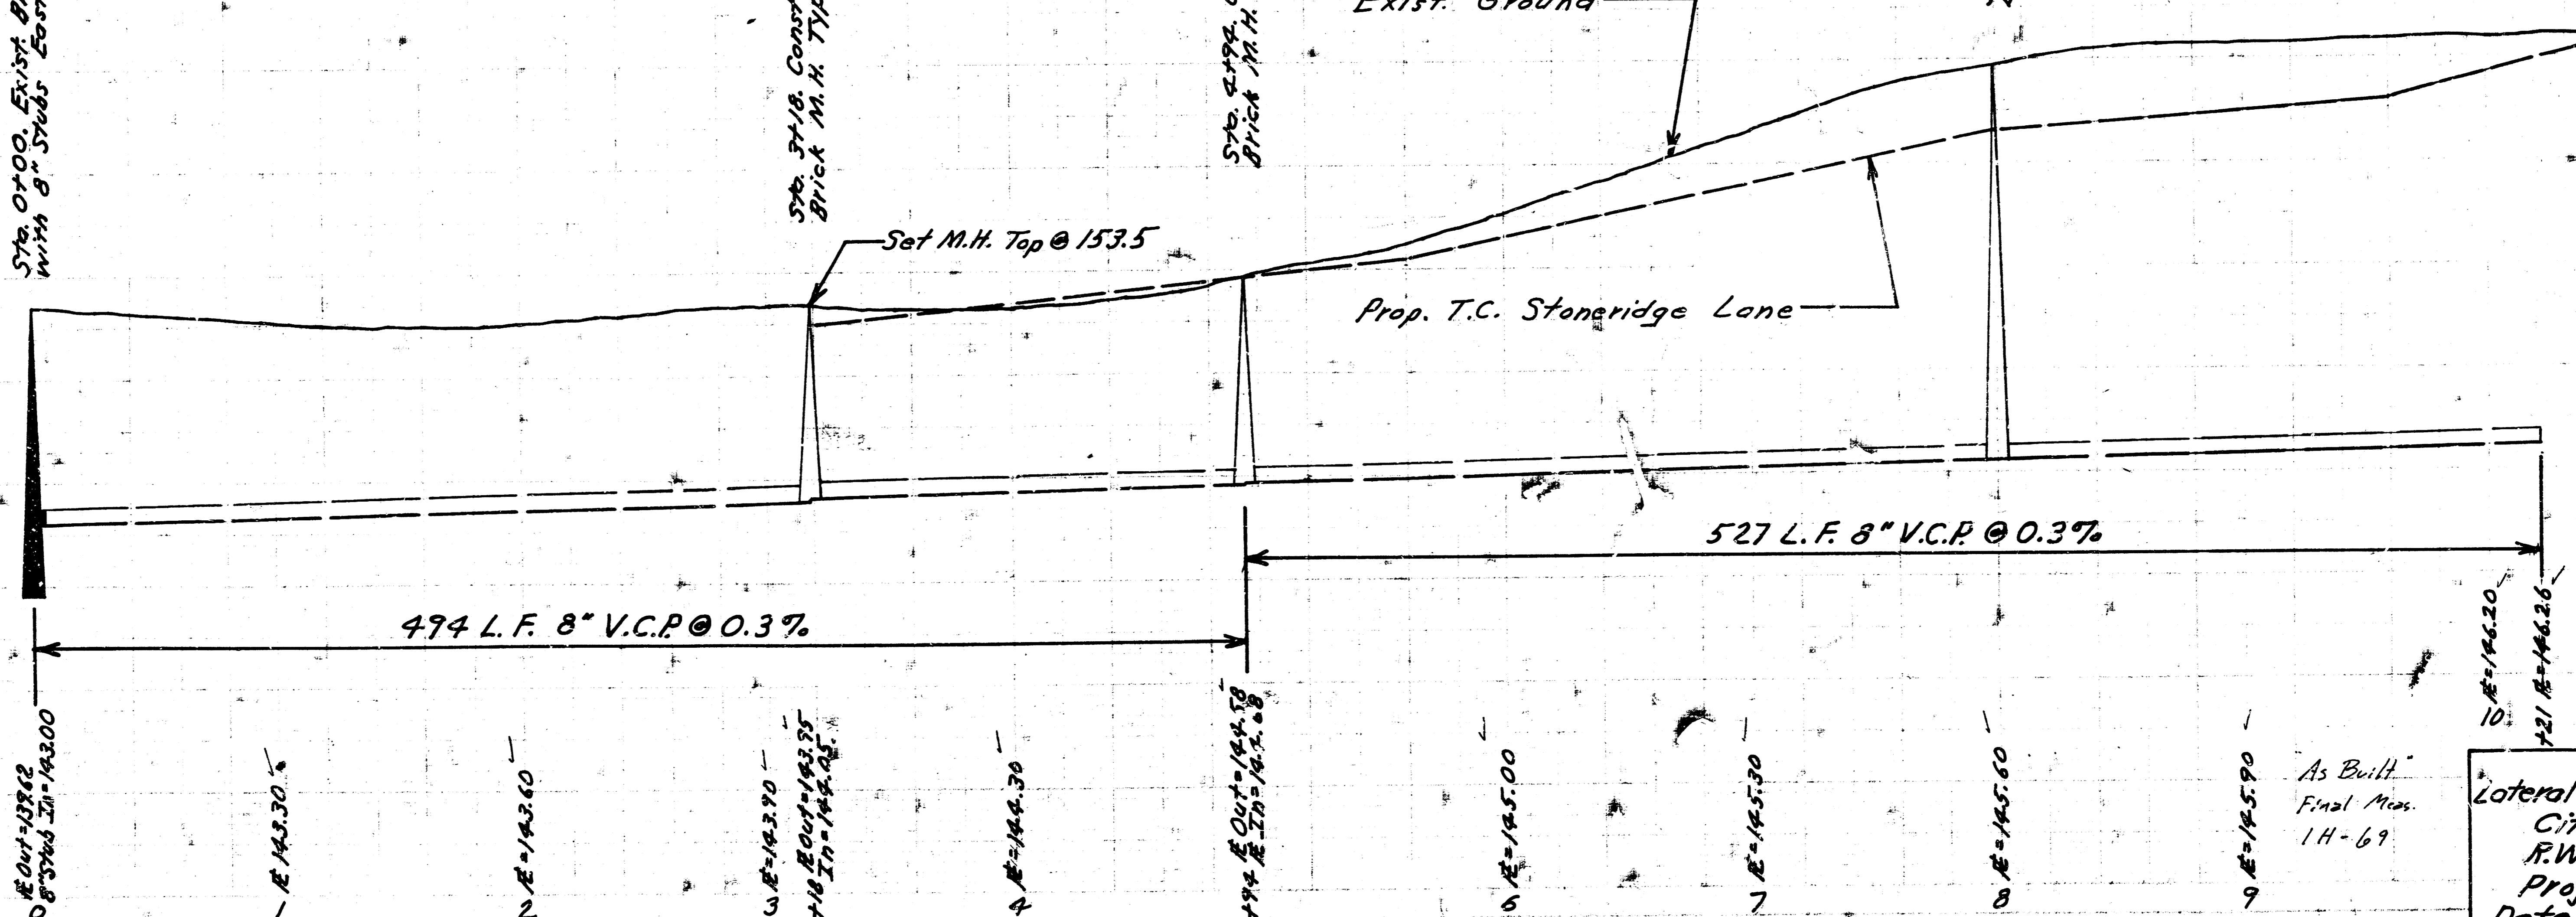 Sta. 0+00. Exist.
with 8" Stubs
Sta. 3+18. Const
Brick M.H.
Sta. 4+94.
Brick M.H.
Exist. Ground
Set M.H. Top @ 153.5
Prop. T.C. Stoneridge Lane
527 L.F. 8" V.C.P. @ 0.3%
494 L.F. 8" V.C.P. @ 0.3%
Out=139.62
8" Stub In=143.00
143.30
2 =143.60
3 =143.90
+18 Out=143.95
In=144.05
4 =144.30
+94 Out=144.58
In=144.68
6 =145.00
7 =145.30
8 =145.60
9 =145.90
10 =146.20
+21 =146.26
As Built"
Final Meas.
1H-69
Lateral
R.W